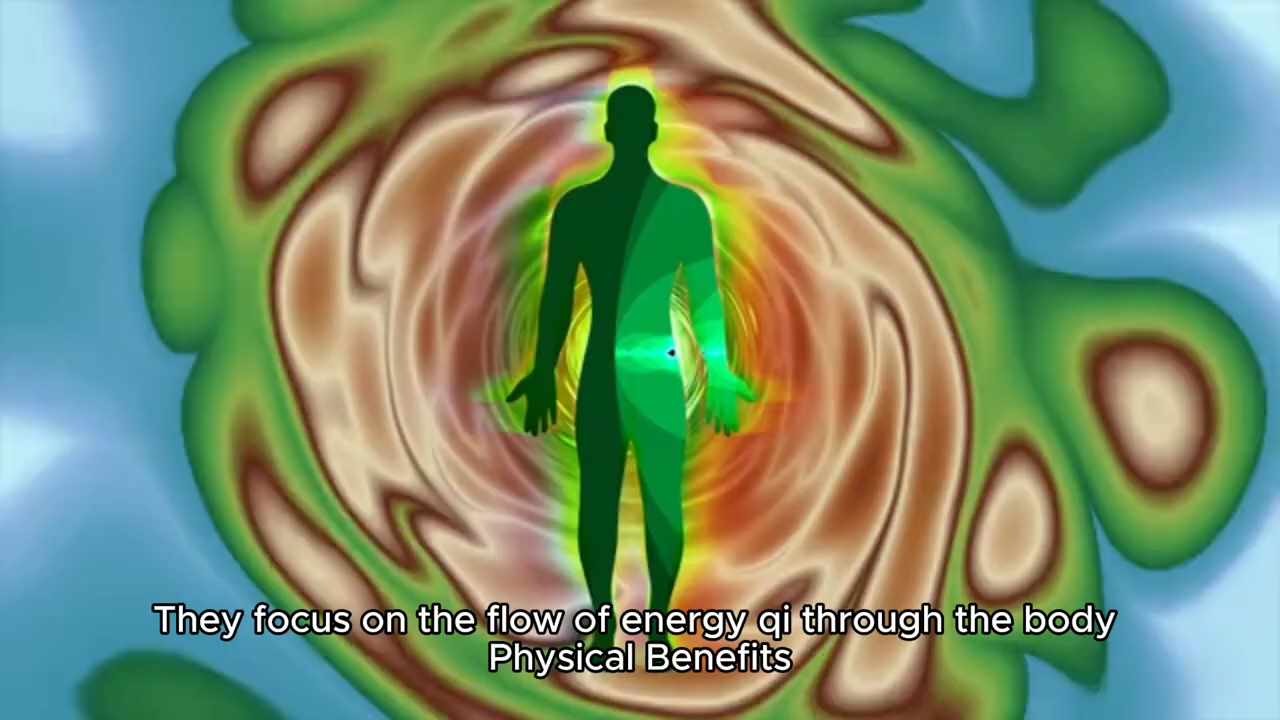 They focus on the flow of energy qi through the body
Physical Benefits